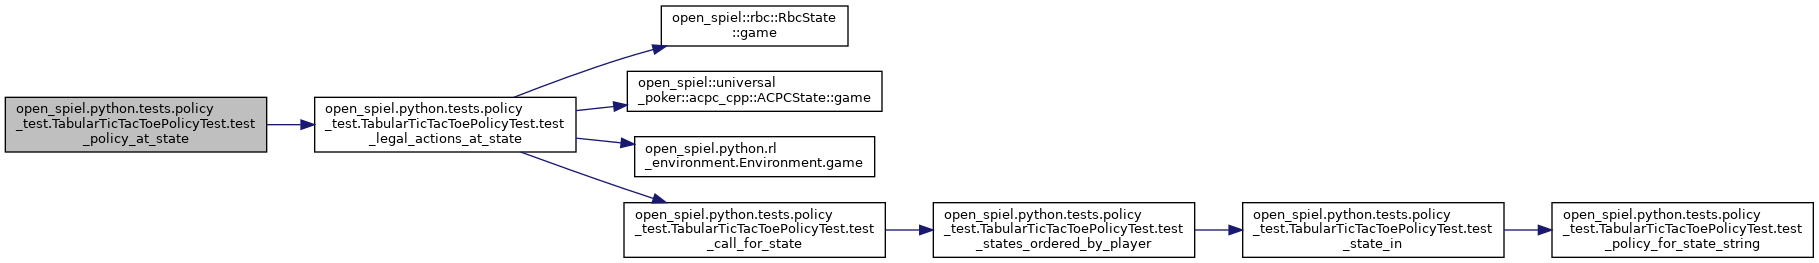 open_spiel.python.tests.policy
_test.TabularTicTacToePolicyTest.test
_policy_at_state
open_spiel.python.tests.policy
_test.TabularTicTacToePolicyTest.test
_legal_actions_at_state
open_spiel::rbc::RbcState
::game
open_spiel::universal
_poker::acpc_cpp::ACPCState::game
open_spiel.python.rl
_environment.Environment.game
open_spiel.python.tests.policy
_test.TabularTicTacToePolicyTest.test
_call_for_state
open_spiel.python.tests.policy
_test.TabularTicTacToePolicyTest.test
_states_ordered_by_player
open_spiel.python.tests.policy
_test.TabularTicTacToePolicyTest.test
_state_in
open_spiel.python.tests.policy
_test.TabularTicTacToePolicyTest.test
_policy_for_state_string